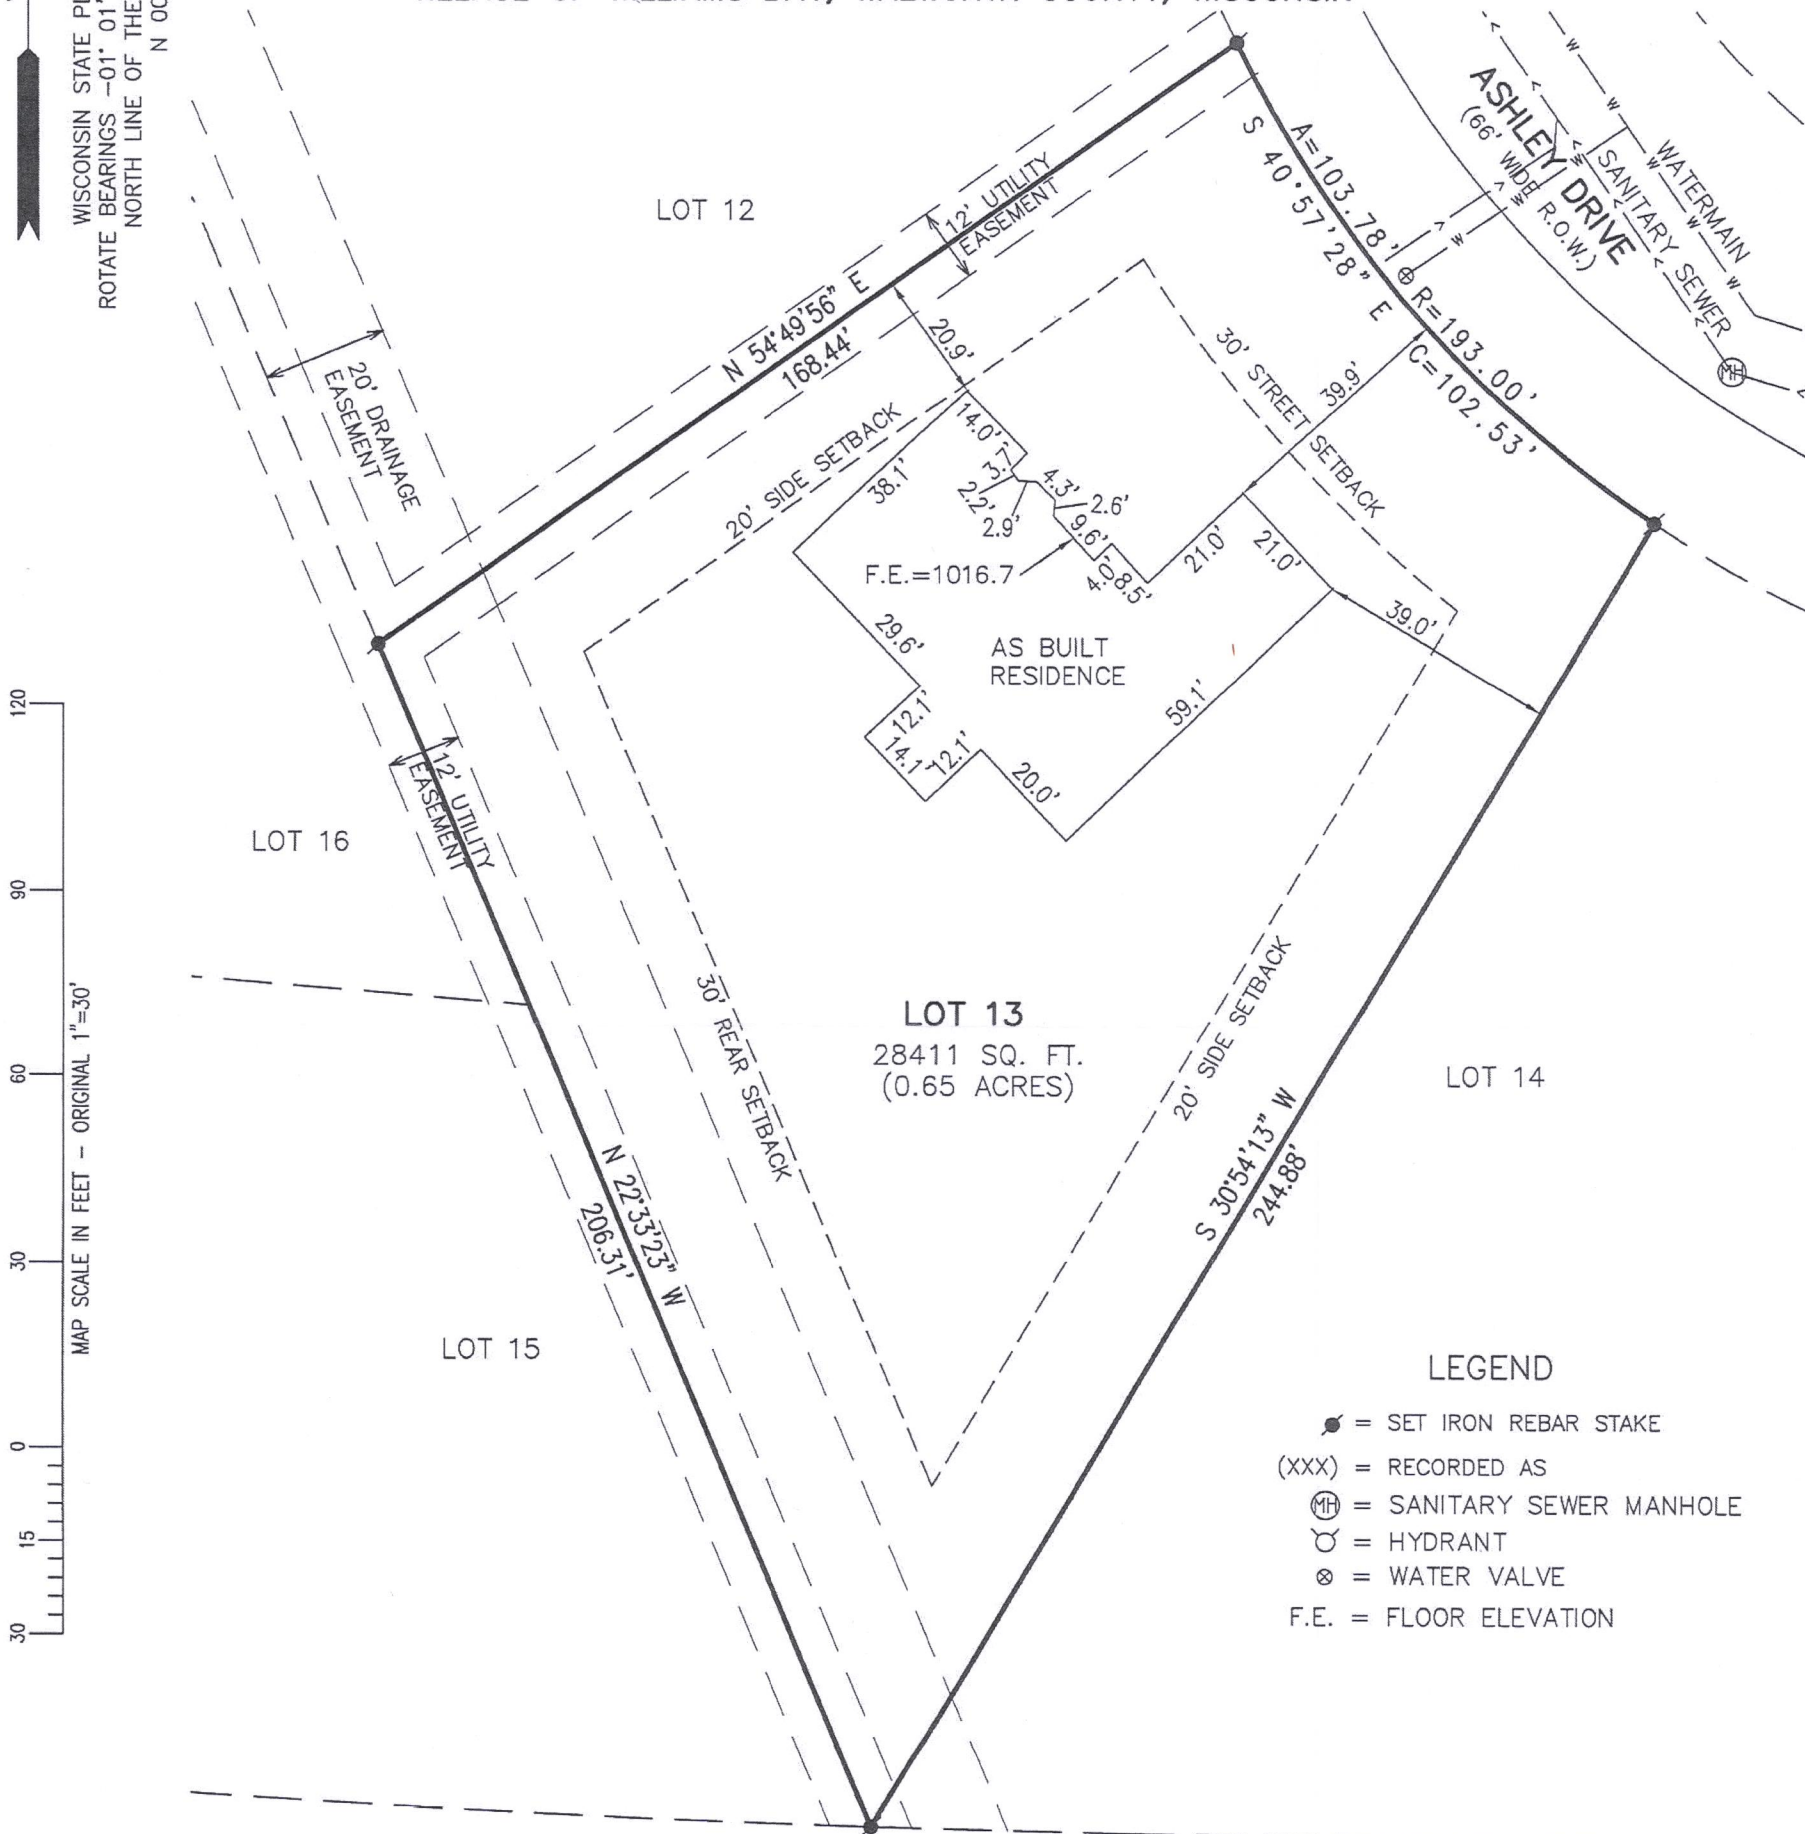 WISCONSIN STATE
ROTATE BEARINGS -01° 01'
NORTH LINE OF THE
N
LOT 12
12' UTILITY
EASEMENT
S 40°57'28" E
A=103.78'
R=193.00'
C=102.53'
ASHLEY DRIVE
(66' WIDE R.O.W.)
SANITARY SEWER
WATERMAIN
MH
N 54°49'56" E
168.44'
20' DRAINAGE
EASEMENT
20.9'
20' SIDE SETBACK
30' STREET SETBACK
39.9'
14.0'
3.7
2.2'
2.9'
4.3'
2.6'
9.6'
4.0
8.5'
21.0'
21.0'
38.1'
F.E.=1016.7
29.6'
AS BUILT
RESIDENCE
39.0'
59.1'
12.1'
14.1'
12.1'
20.0'
12' UTILITY
EASEMENT
LOT 16
120
90
60
30
0
15
30
MAP SCALE IN FEET - ORIGINAL 1"=30'
30' REAR SETBACK
LOT 13
28411 SQ. FT.
(0.65 ACRES)
20' SIDE SETBACK
LOT 14
S 30°54'13" W
244.88'
N 22°33'23" W
206.31'
LOT 15
LEGEND
= SET IRON REBAR STAKE
(XXX) = RECORDED AS
MH = SANITARY SEWER MANHOLE
= HYDRANT
= WATER VALVE
F.E. = FLOOR ELEVATION